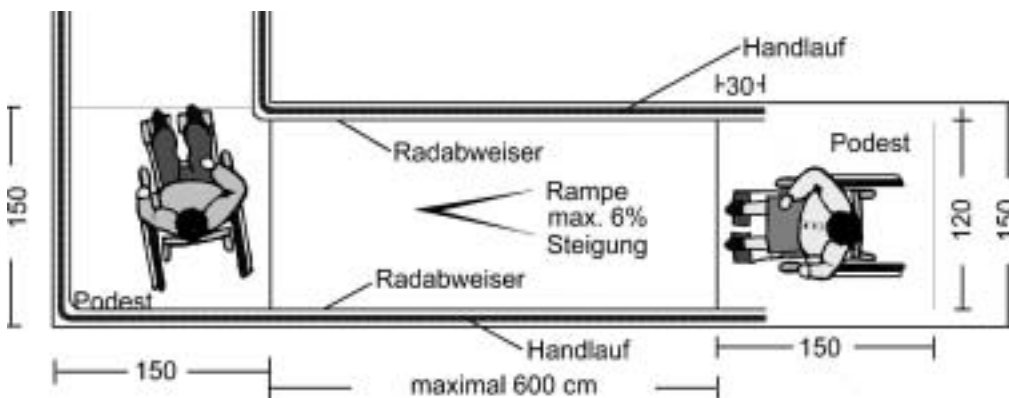 Handlauf
30
Radabweiser
Podest
Rampe
max. 6%
Steigung
150
120
150
Radabweiser
Podest
Handlauf
150
150
maximal 600 cm